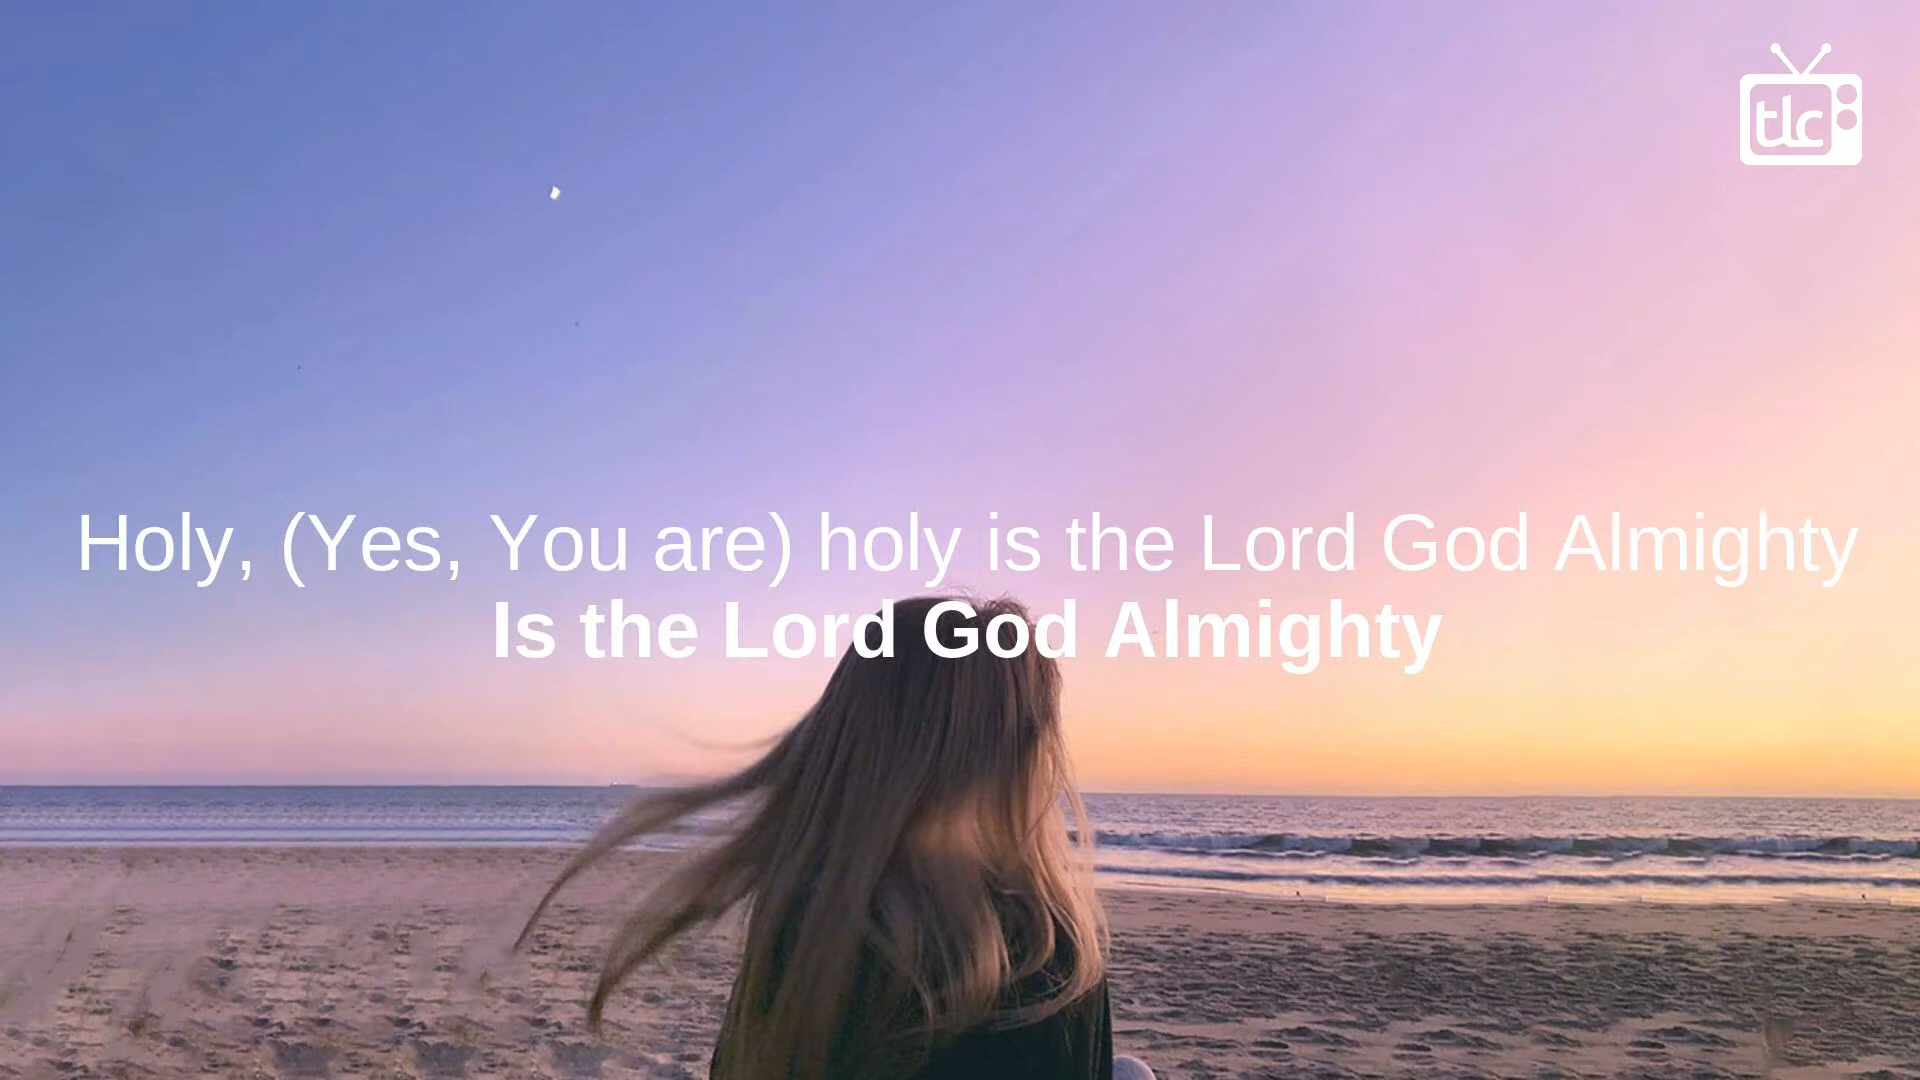 tlc
Holy, (Yes, You are) holy is the Lord God Almighty
Is the Lord God Almighty